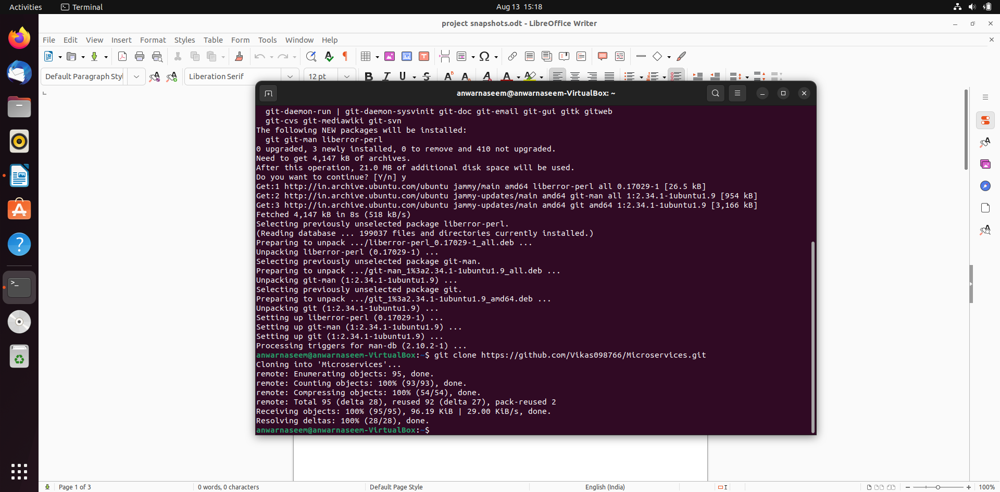 Activities
Terminal
Aug 13 15:18
project snapshots.odt - LibreOffice Writer
File Edit View Insert Format Styles Table Form Tools Window Help
Default Paragraph Styl
Liberation Serif
12 pt
anwarnaseem@anwarnaseem-VirtualBox: ~
git-daemon-run | git-daemon-sysvinit git-doc git-email git-gui gitk gitweb
git-cvs git-mediawiki git-svn
The following NEW packages will be installed:
git git-man liberror-perl
0 upgraded, 3 newly installed, 0 to remove and 410 not upgraded.
Need to get 4,147 kB of archives.
After this operation, 21.0 MB of additional disk space will be used.
Do you want to continue? [Y/n] y
Get:1 http://in.archive.ubuntu.com/ubuntu jammy/main amd64 liberror-perl all 0.17029-1 [26.5 kB]
Get:2 http://in.archive.ubuntu.com/ubuntu jammy-updates/main amd64 git-man all 1:2.34.1-1ubuntu1.9 [954 kB]
Get:3 http://in.archive.ubuntu.com/ubuntu jammy-updates/main amd64 git amd64 1:2.34.1-1ubuntu1.9 [3,166 kB]
Fetched 4,147 kB in 8s (518 kB/s)
Selecting previously unselected package liberror-perl.
(Reading database ... 199037 files and directories currently installed.)
Preparing to unpack .../liberror-perl_0.17029-1_all.deb ...
Unpacking liberror-perl (0.17029-1) ...
Selecting previously unselected package git-man.
Preparing to unpack .../git-man_1%3a2.34.1-1ubuntu1.9_all.deb ...
Unpacking git-man (1:2.34.1-1ubuntu1.9) ...
Selecting previously unselected package git.
Preparing to unpack .../git_1%3a2.34.1-1ubuntu1.9_amd64.deb ...
Unpacking git (1:2.34.1-1ubuntu1.9) ...
Setting up liberror-perl (0.17029-1) ...
Setting up git-man (1:2.34.1-1ubuntu1.9) ...
Setting up git (1:2.34.1-1ubuntu1.9) ...
Processing triggers for man-db (2.10.2-1) ...
anwarnaseem@anwarnaseem-VirtualBox:~$ git clone https://github.com/Vikas098766/Microservices.git
Cloning into 'Microservices'...
remote: Enumerating objects: 95, done.
remote: Counting objects: 100% (93/93), done.
remote: Compressing objects: 100% (54/54), done.
remote: Total 95 (delta 28), reused 92 (delta 27), pack-reused 2
Receiving objects: 100% (95/95), 96.19 KiB | 29.00 KiB/s, done.
Resolving deltas: 100% (28/28), done.
anwarnaseem@anwarnaseem-VirtualBox:~$
Page 1 of 3
0 words, 0 characters
Default Page Style
English (India)
100%